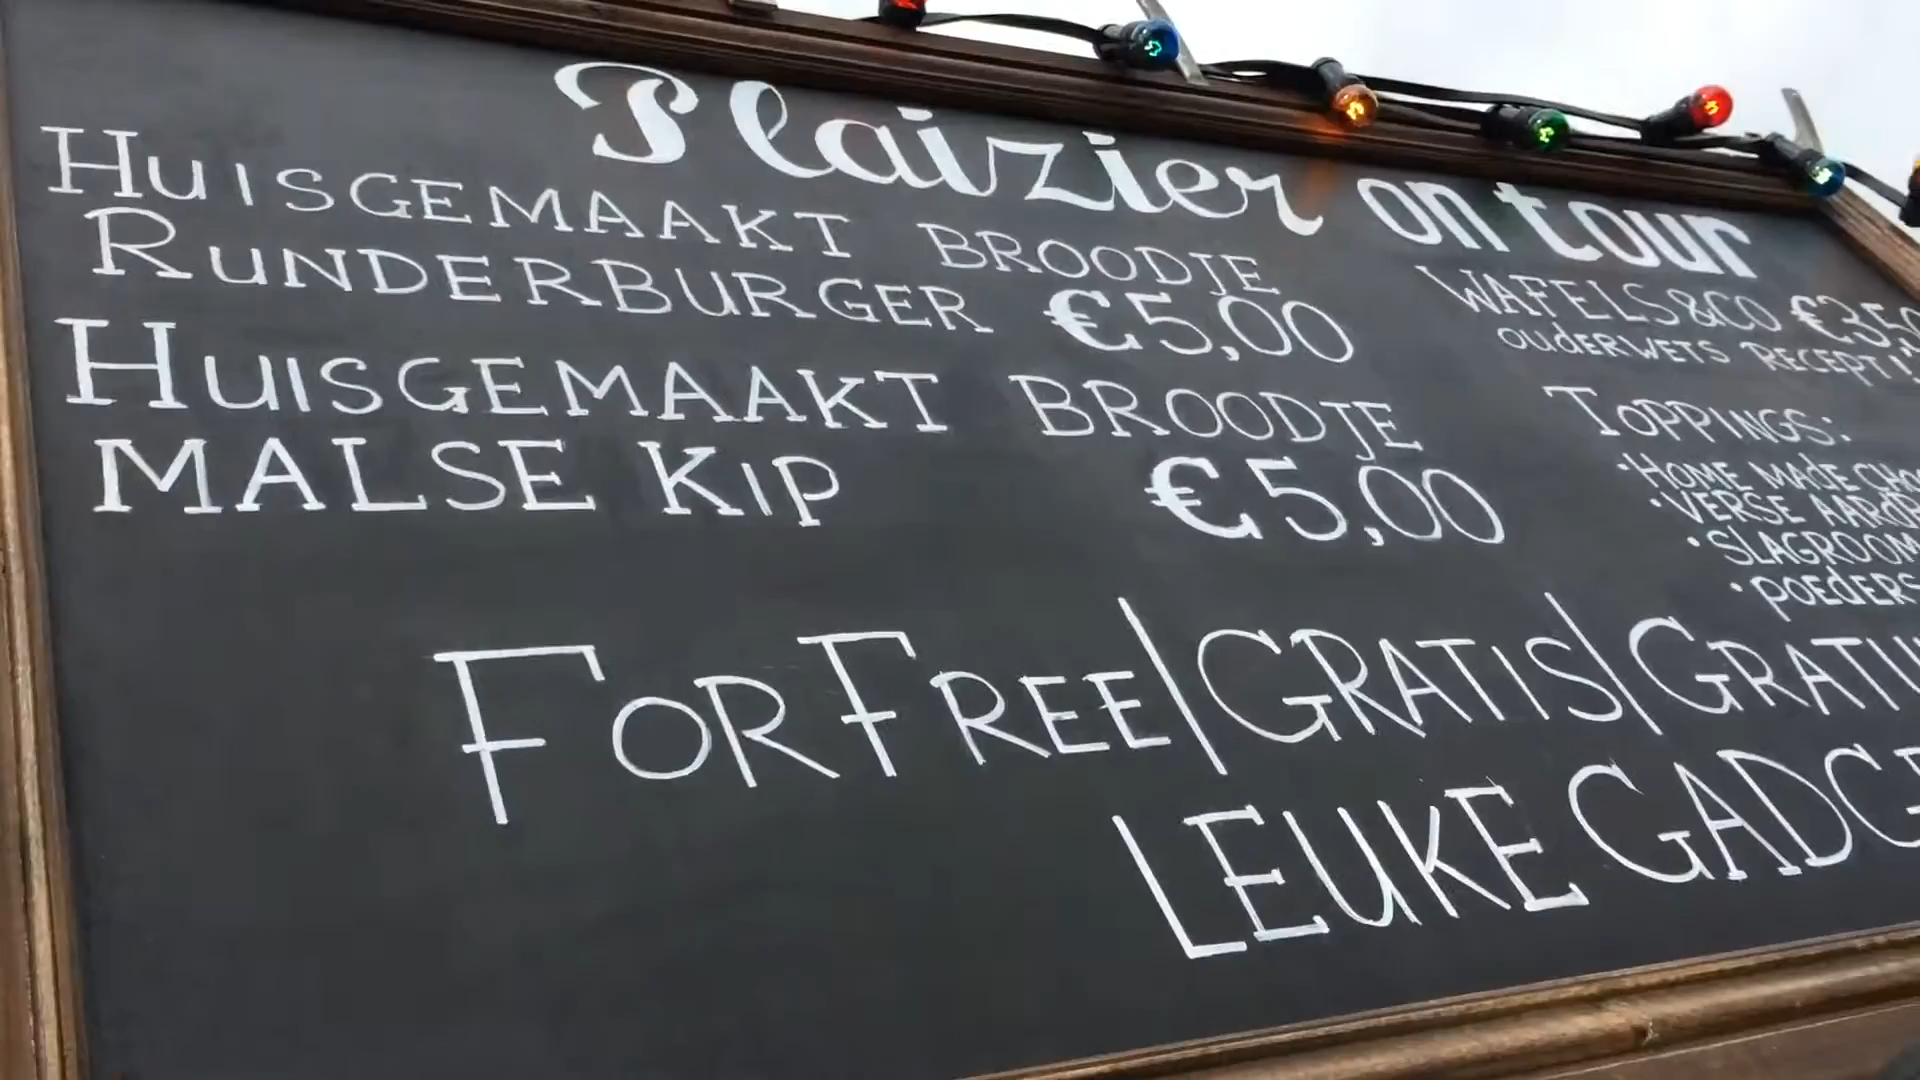 Plaizier on tour
HUISGEMAAKT BROODJE
RUNDERBURGER €5,00
HUISGEMAAKT BROODJE
MALSE KIP €5,00
WAFELS&CO
OUDERWETS RECEPT!
TOPPINGS:
• HOME MADE
• VERSE
• SLAGROOM
FOR FREE | GRATIS |
LEUKE